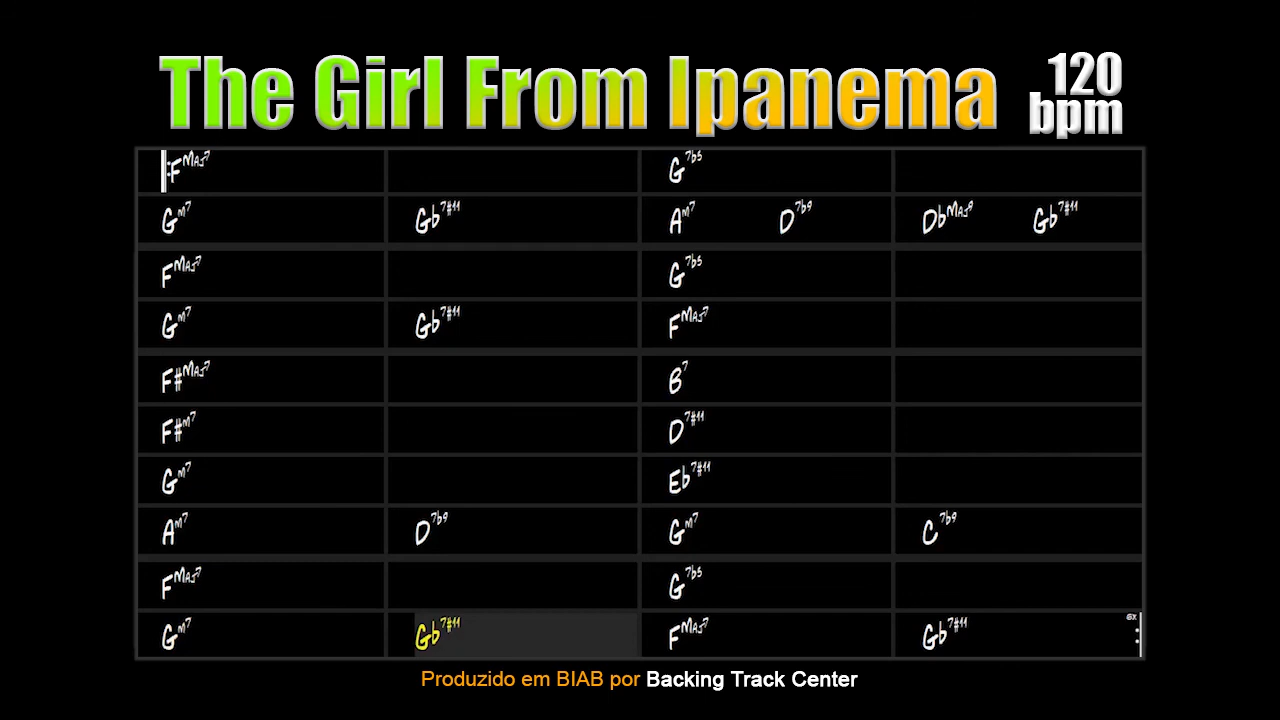 The Girl From Ipanema 120 bpm
FMaj7 G7b5
Gm7 Gb7#11 Am7 D7b9 DbMaj9 Gb7#11
FMaj7 G7b5
Gm7 Gb7#11 FMaj7
F#Maj7 B7
F#m7 D7#11
Gm7 Eb7#11
Am7 D7b9 Gm7 C7b9
FMaj7 G7b5
Gm7 Gb7#11 FMaj7 Gb7#11 6x
Produzido em BIAB por Backing Track Center